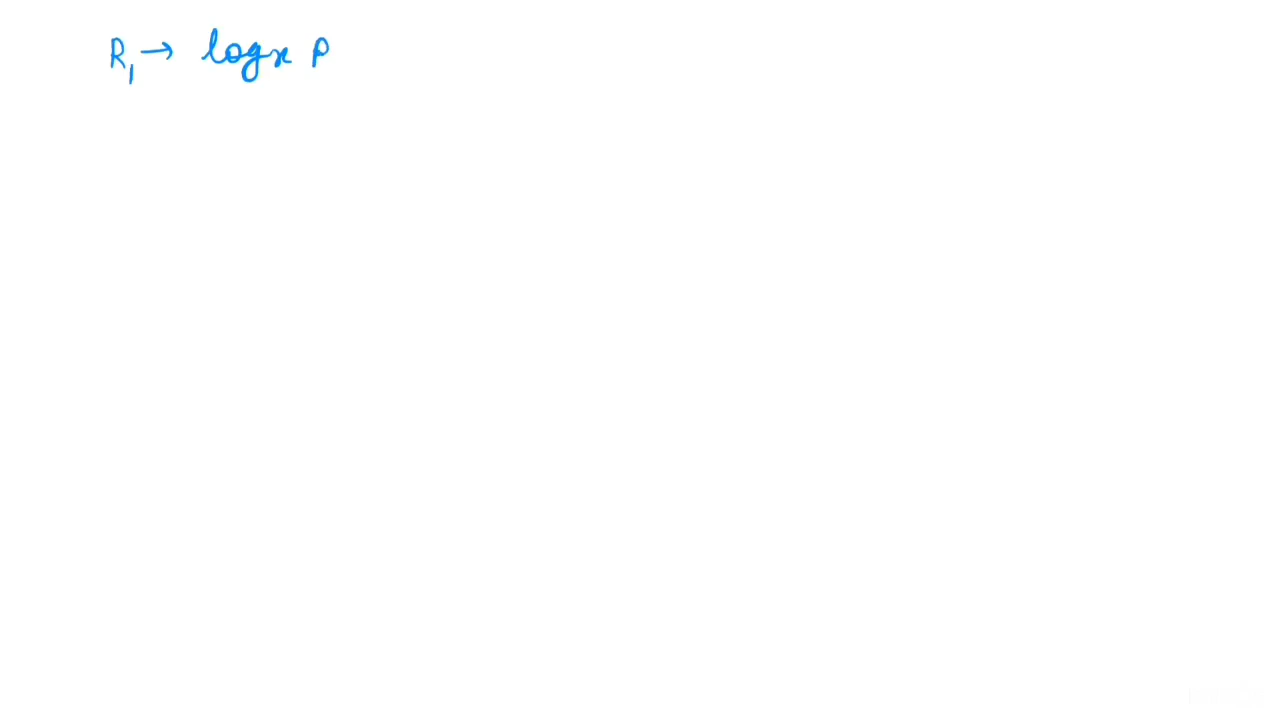 R₁ → logx P